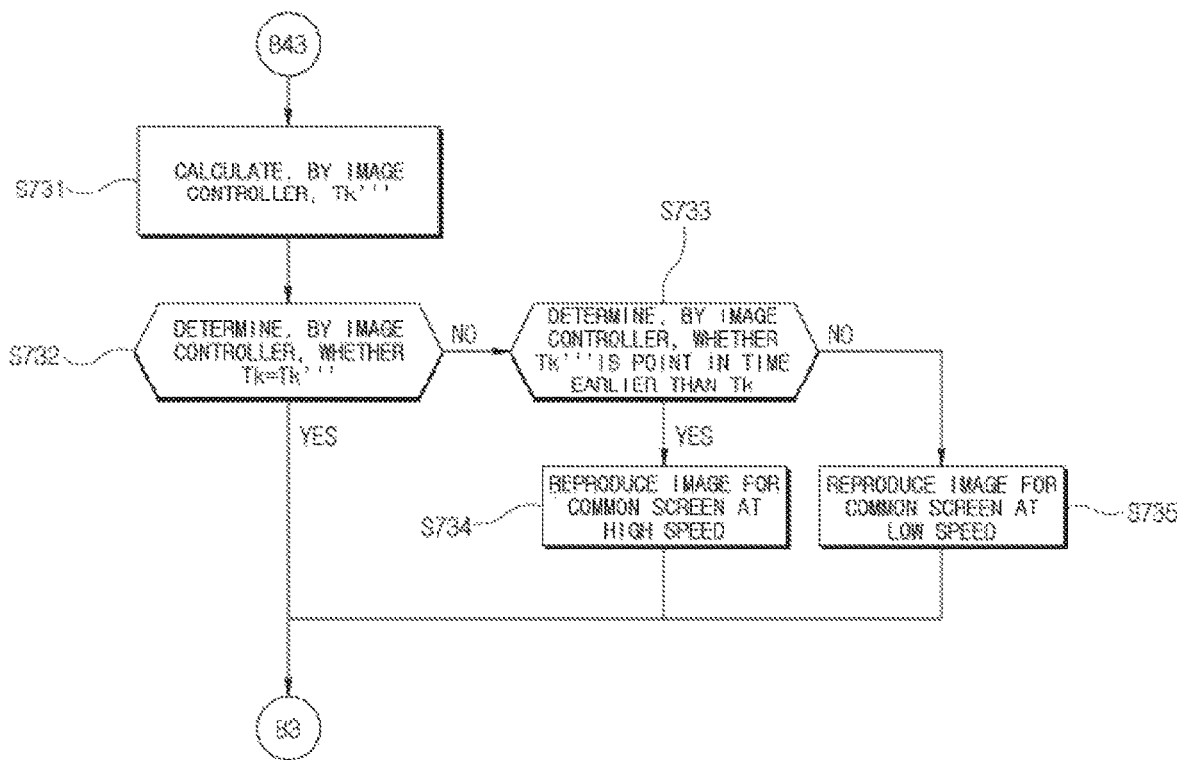 B43
S731
CALCULATE, BY IMAGE
CONTROLLER, Tk'''
S732
DETERMINE, BY IMAGE
CONTROLLER, WHETHER
Tk=Tk'''
NO
YES
S733
DETERMINE, BY IMAGE
CONTROLLER, WHETHER
Tk'''IS POINT IN TIME
EARLIER THAN Tk
NO
YES
S734
REPRODUCE IMAGE FOR
COMMON SCREEN AT
HIGH SPEED
REPRODUCE IMAGE FOR
COMMON SCREEN AT
LOW SPEED
S735
B3